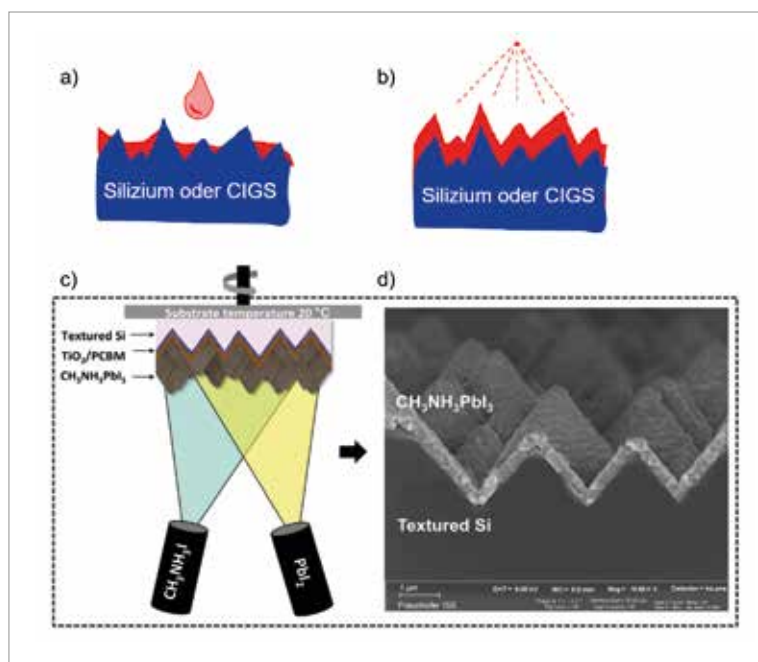 a)
b)
Silizium oder CIGS
Silizium oder CIGS
c)
d)
Substrate temperature 20 °C
Textured Si
TiO₂/PCBM
CH₃NH₃PbI₃
CH₃NH₃I
PbI₂
CH₃NH₃PbI₃
Textured Si
1 µm
Fraunhofer ISE